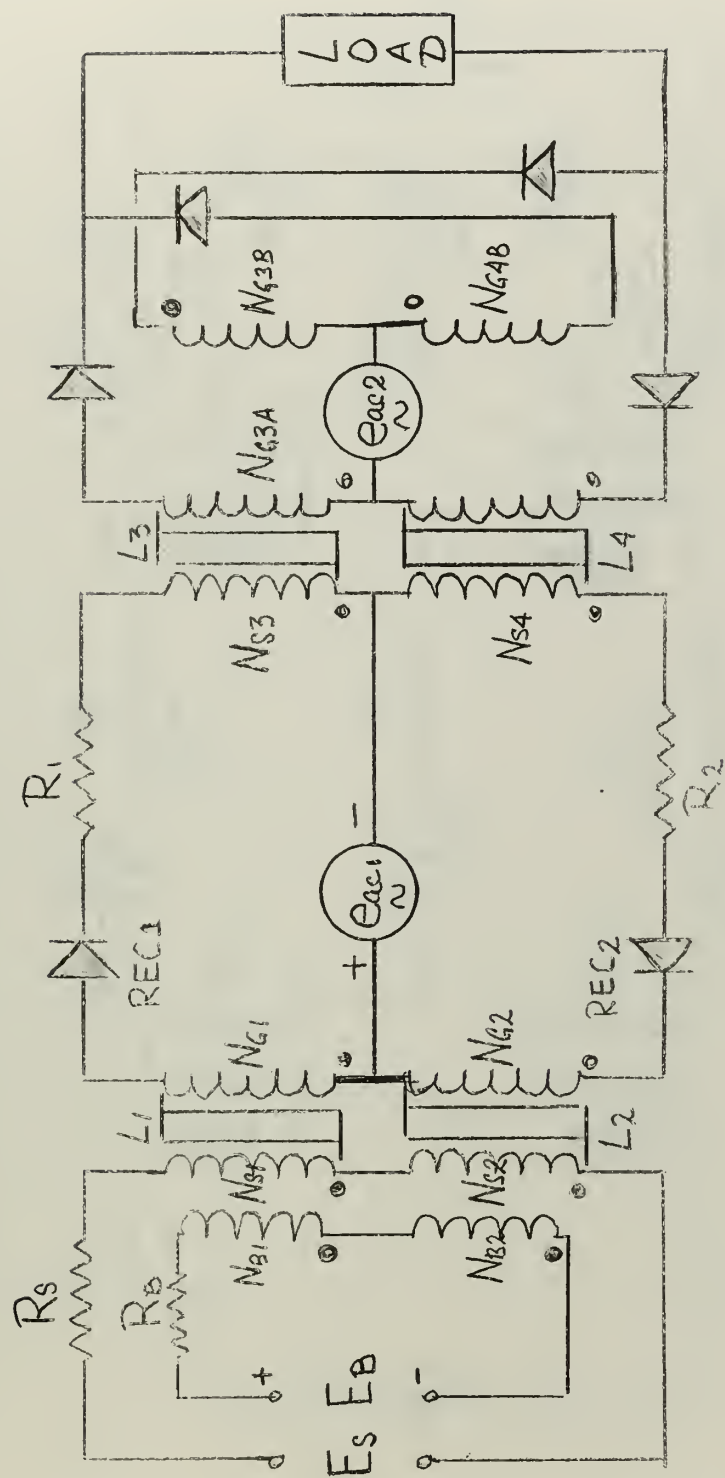 RS
RB
ES
EB
+
-
NB1
NB2
NS1
NS2
L1
L2
NG1
NG2
REC1
REC2
+
eac1
~
-
R1
R2
NS3
NS4
L3
L4
NG3A
eac2
~
NG3B
NG4B
LOAD